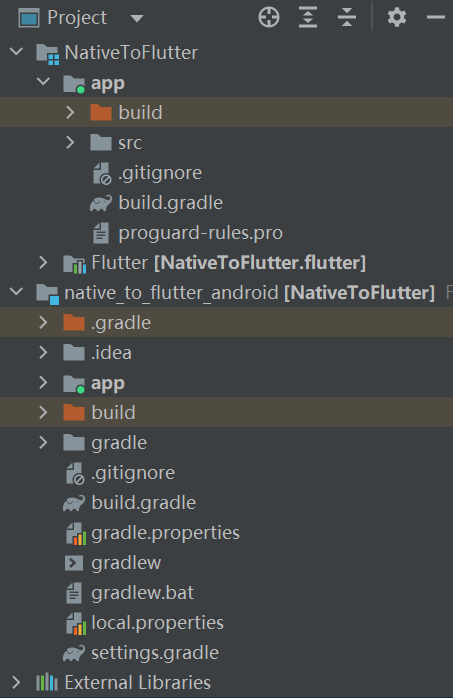 Project
NativeToFlutter
app
build
src
.gitignore
build.gradle
proguard-rules.pro
Flutter [NativeToFlutter.flutter]
native_to_flutter_android [NativeToFlutter]
.gradle
.idea
app
build
gradle
.gitignore
build.gradle
gradle.properties
gradlew
gradlew.bat
local.properties
settings.gradle
External Libraries